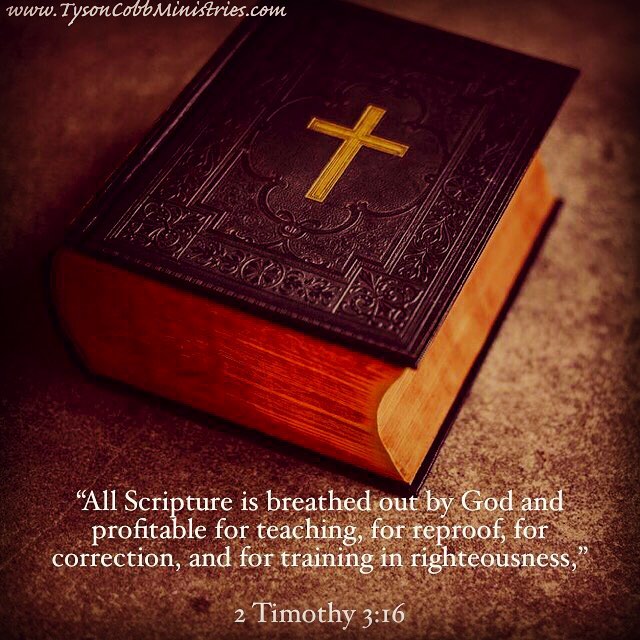 www.TysonCobbMinistries.com
“All Scripture is breathed out by God and
profitable for teaching, for reproof, for
correction, and for training in righteousness,”
2 Timothy 3:16